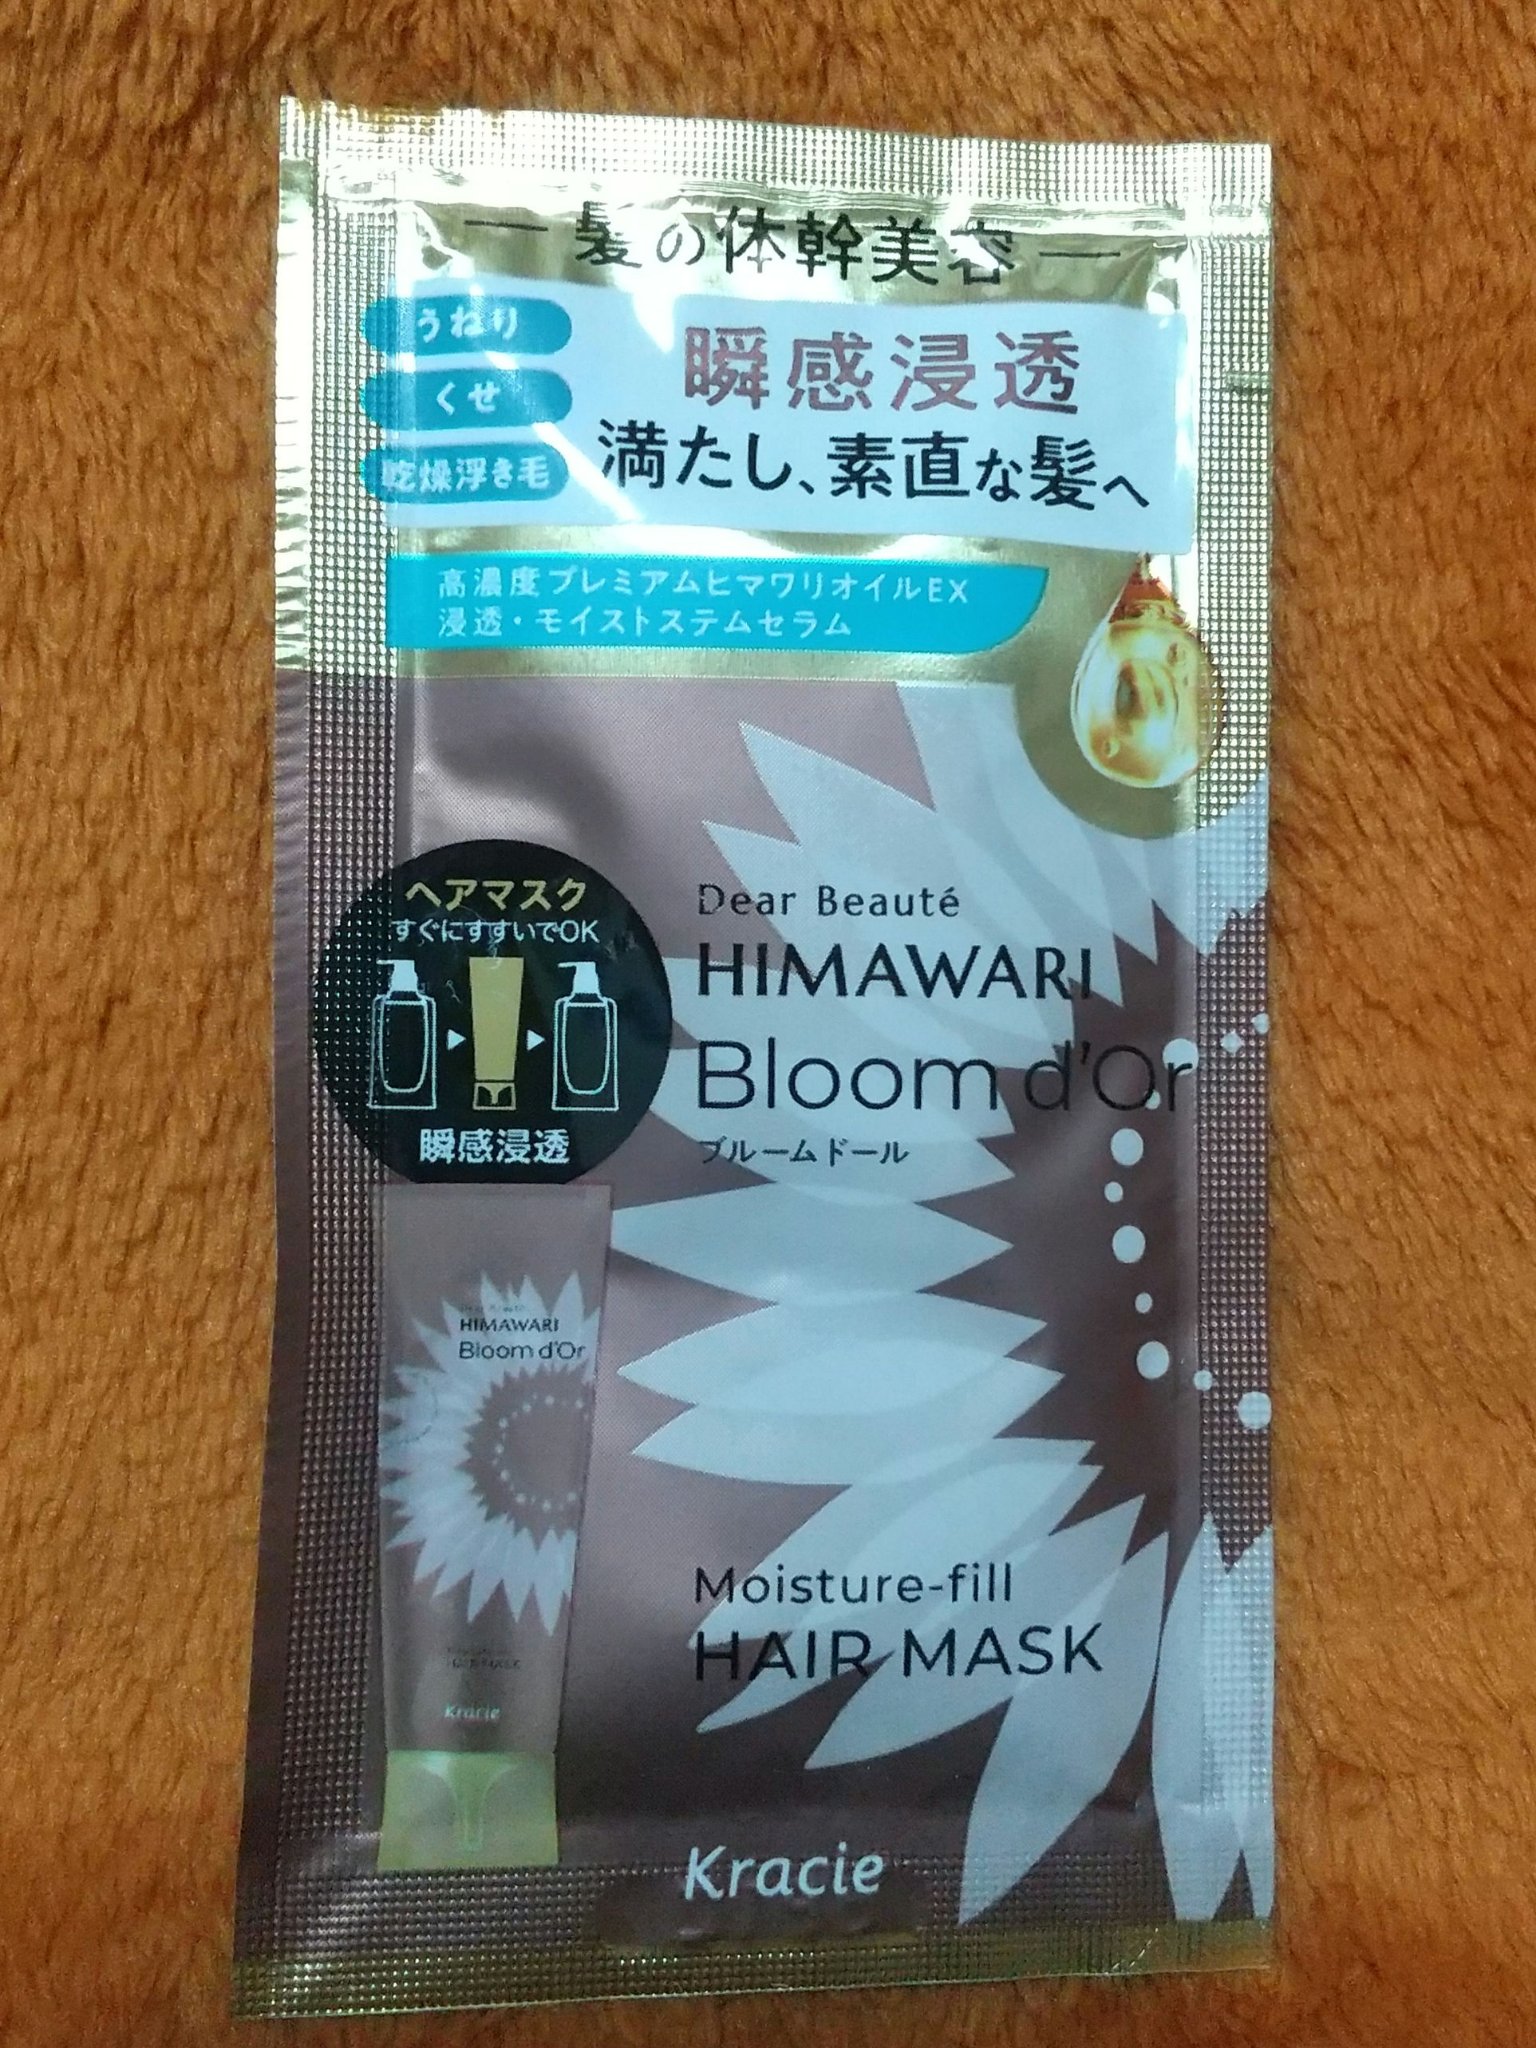 髪の体幹美容
うねり
くせ
乾燥浮き毛
瞬感浸透
満たし、素直な髪へ
高濃度プレミアムヒマワリオイルEX
浸透・モイストステムセラム
ヘアマスク
すぐにすすいでOK
瞬感浸透
Dear Beauté
HIMAWARI
Bloom d'Or
ブルームドール
Dear Beauté
HIMAWARI
Bloom d'Or
HAIR MASK
Kracie
Moisture-fill
HAIR MASK
Kracie